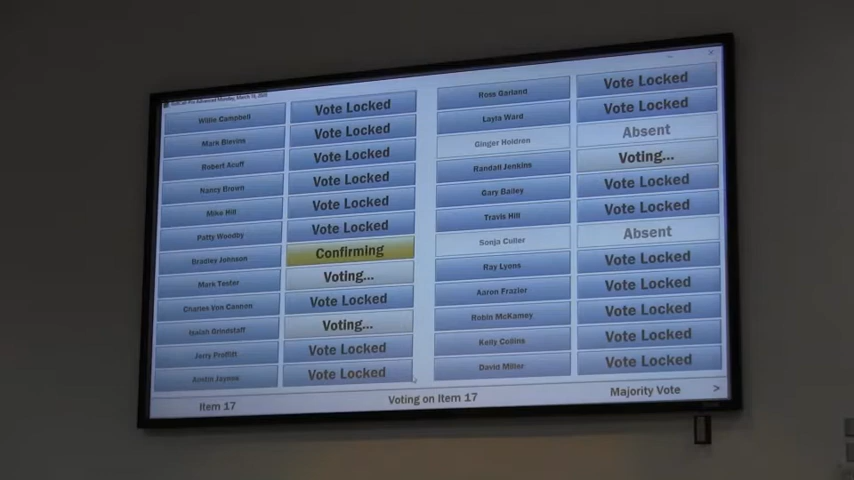 Willie Campbell Vote Locked
Mark Blevins Vote Locked
Robert Acuff Vote Locked
Nancy Brown Vote Locked
Mike Hill Vote Locked
Patty Woodby Vote Locked
Bradley Johnson Confirming
Mark Tester Voting...
Charles Von Cannon Vote Locked
Isaiah Grindstaff Voting...
Jerry Proffitt Vote Locked
Austin Jaynes Vote Locked
Ross Garland Vote Locked
Layla Ward Vote Locked
Ginger Holdren Absent
Randall Jenkins Voting...
Gary Bailey Vote Locked
Travis Hill Vote Locked
Sonja Culler Absent
Ray Lyons Vote Locked
Aaron Frazier Vote Locked
Robin McKamey Vote Locked
Kelly Collins Vote Locked
David Miller Vote Locked
Item 17 Voting on Item 17 Majority Vote >